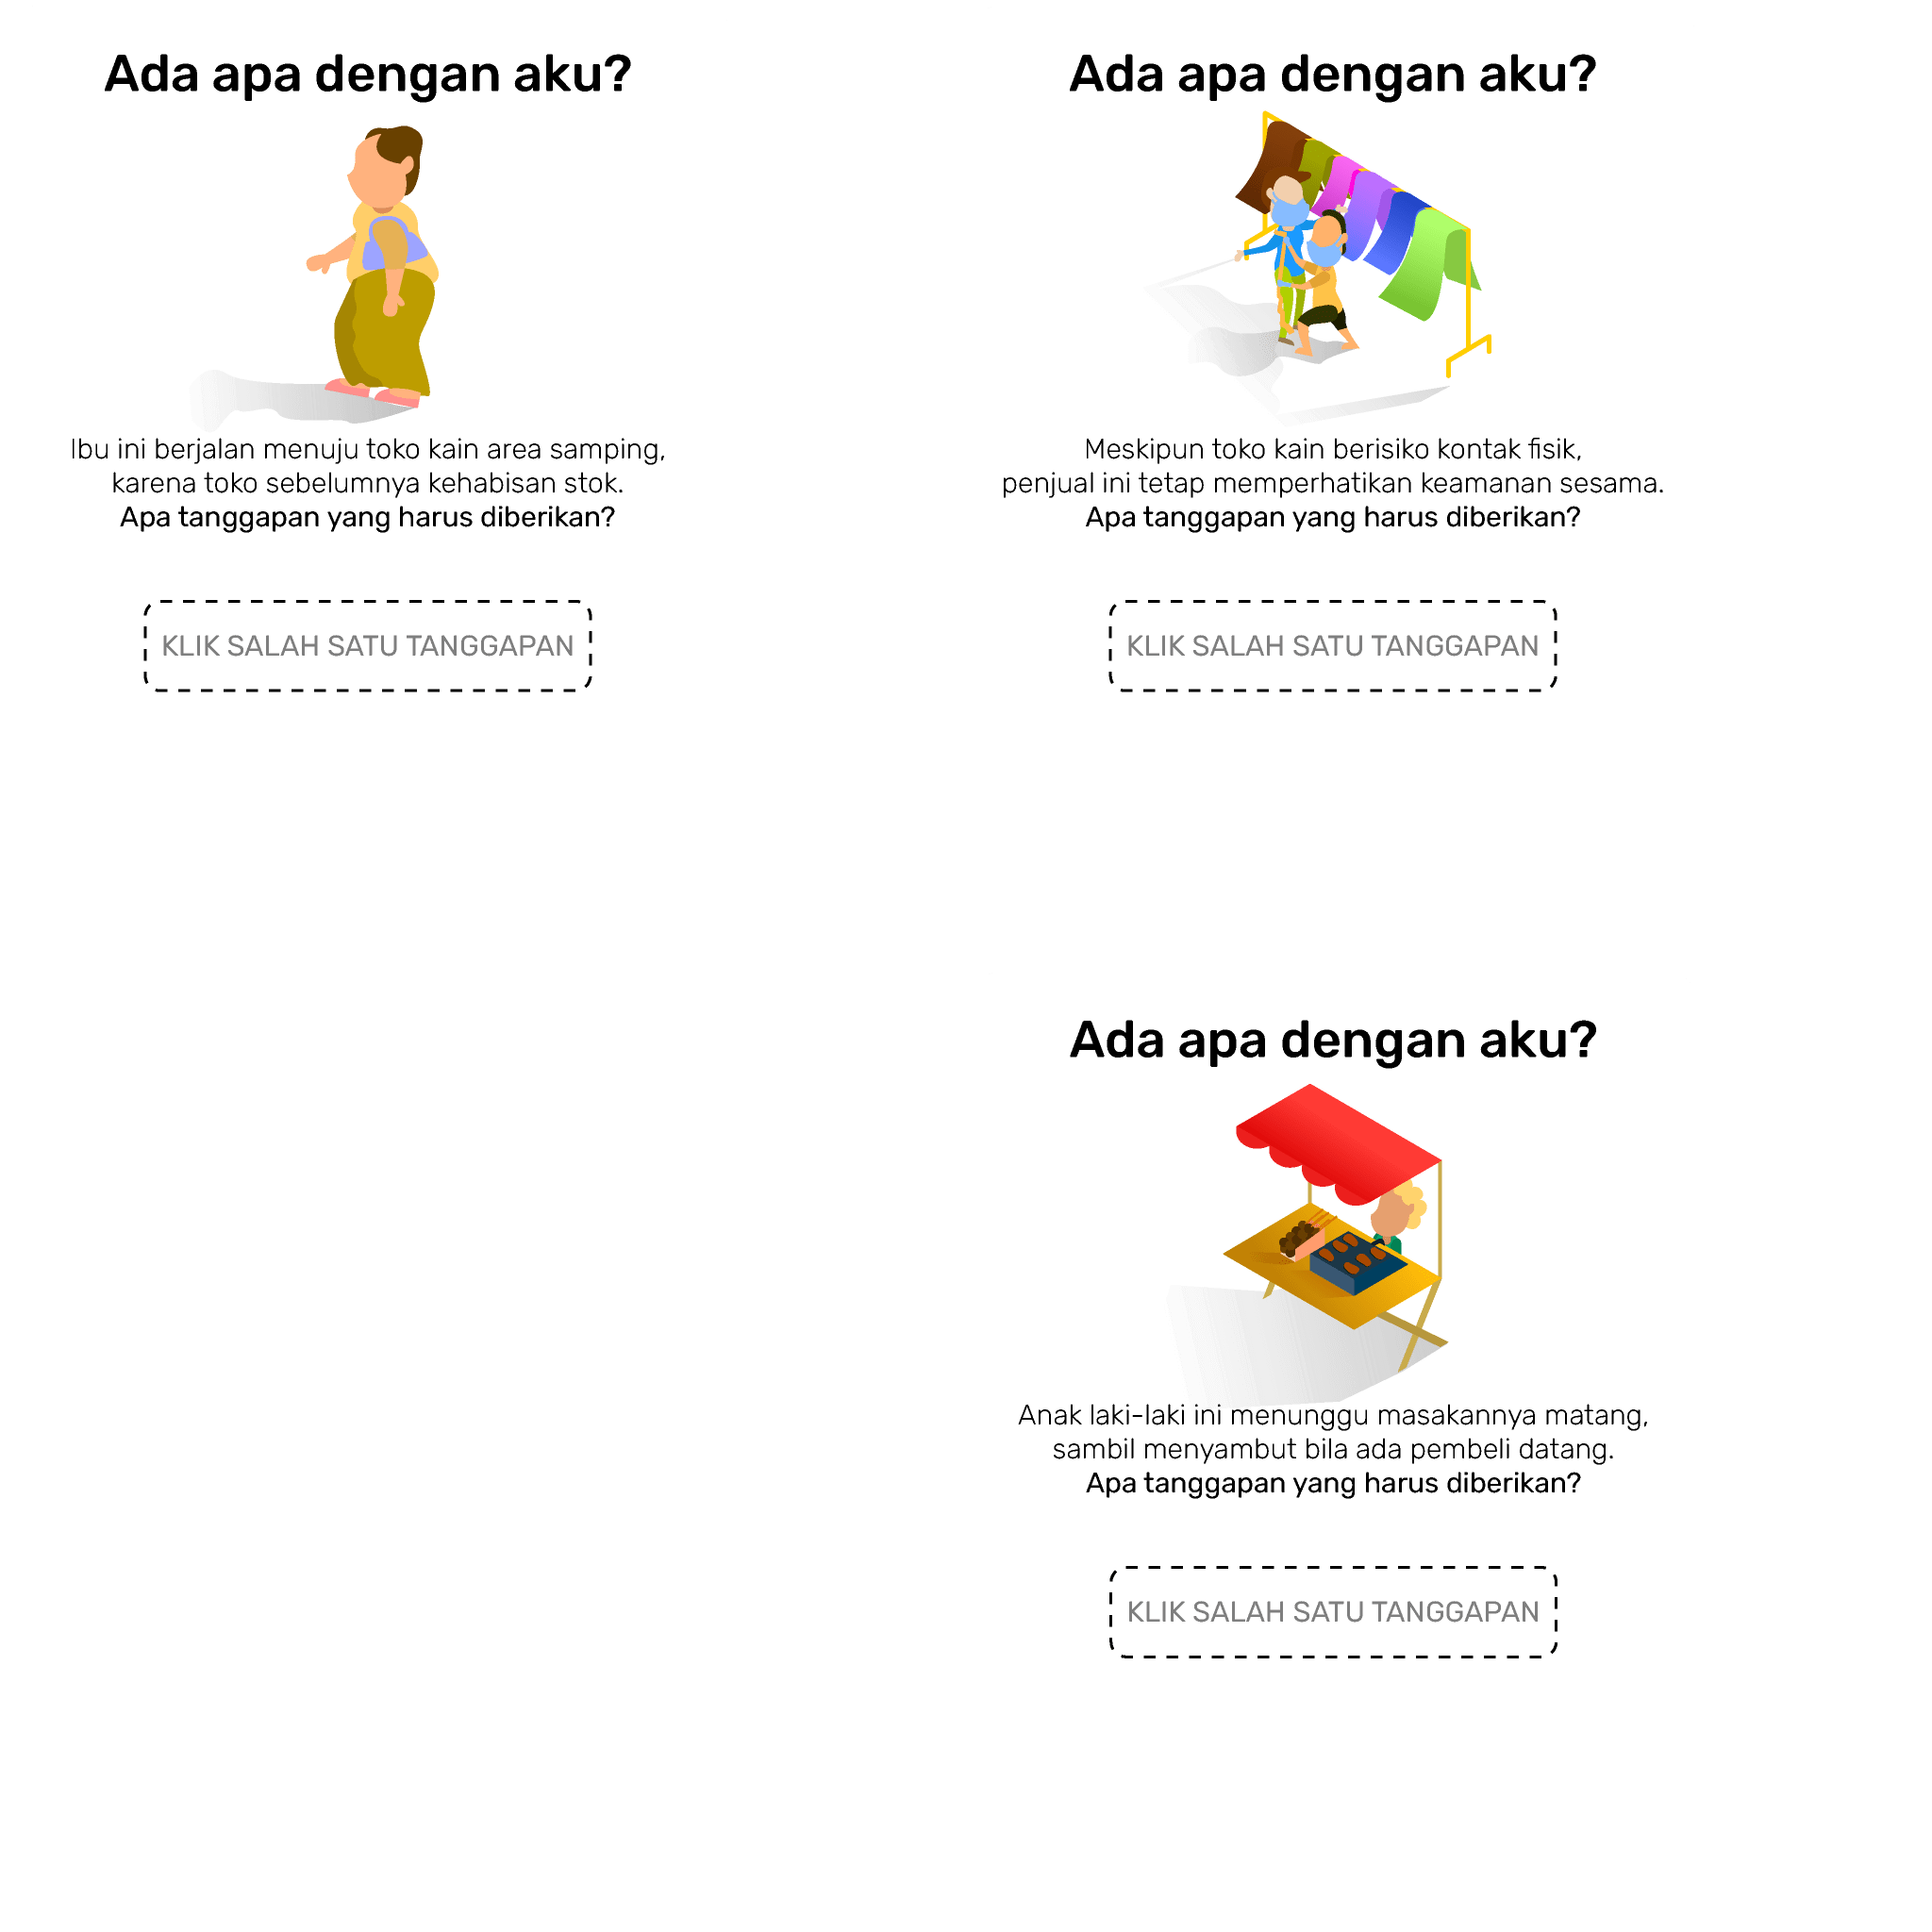 Ada apa dengan aku?
Ibu ini berjalan menuju toko kain area samping,
karena toko sebelumnya kehabisan stok.
Apa tanggapan yang harus diberikan?
KLIK SALAH SATU TANGGAPAN
Ada apa dengan aku?
Meskipun toko kain berisiko kontak fisik,
penjual ini tetap memperhatikan keamanan sesama.
Apa tanggapan yang harus diberikan?
KLIK SALAH SATU TANGGAPAN
Ada apa dengan aku?
Anak laki-laki ini menunggu masakannya matang,
sambil menyambut bila ada pembeli datang.
Apa tanggapan yang harus diberikan?
KLIK SALAH SATU TANGGAPAN